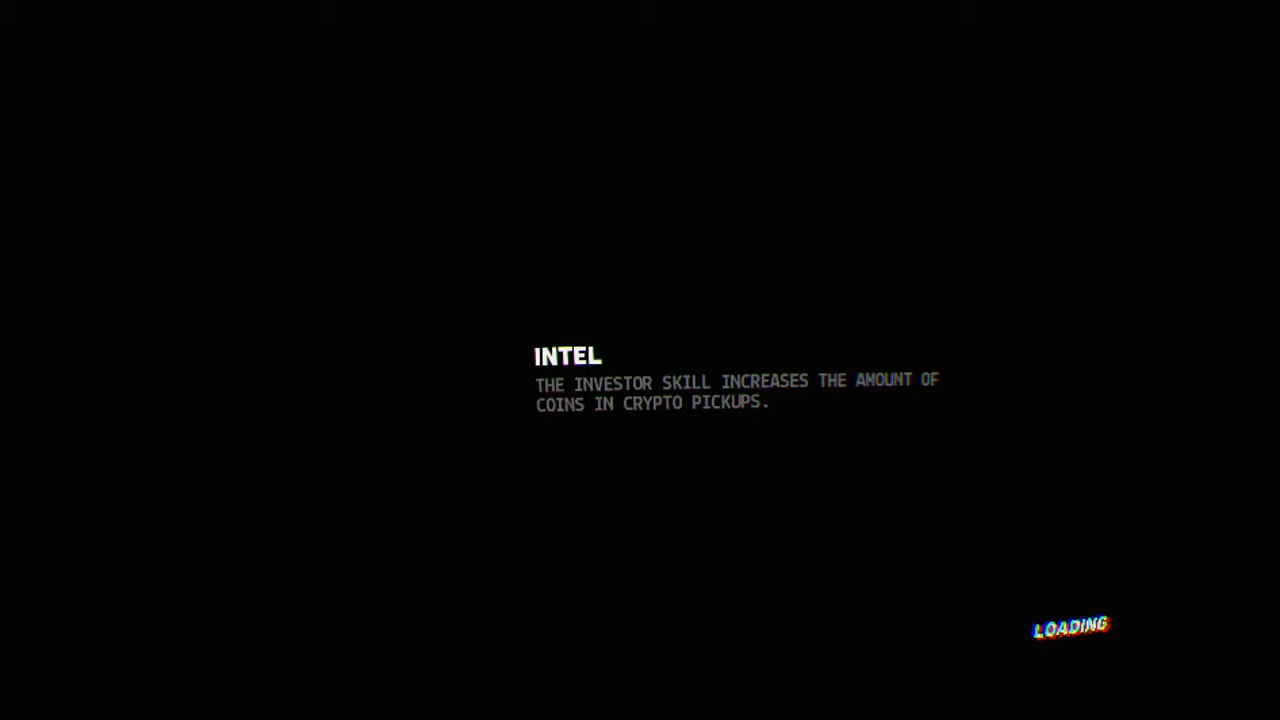 INTEL
THE INVESTOR SKILL INCREASES THE AMOUNT OF
COINS IN CRYPTO PICKUPS.
LOADING